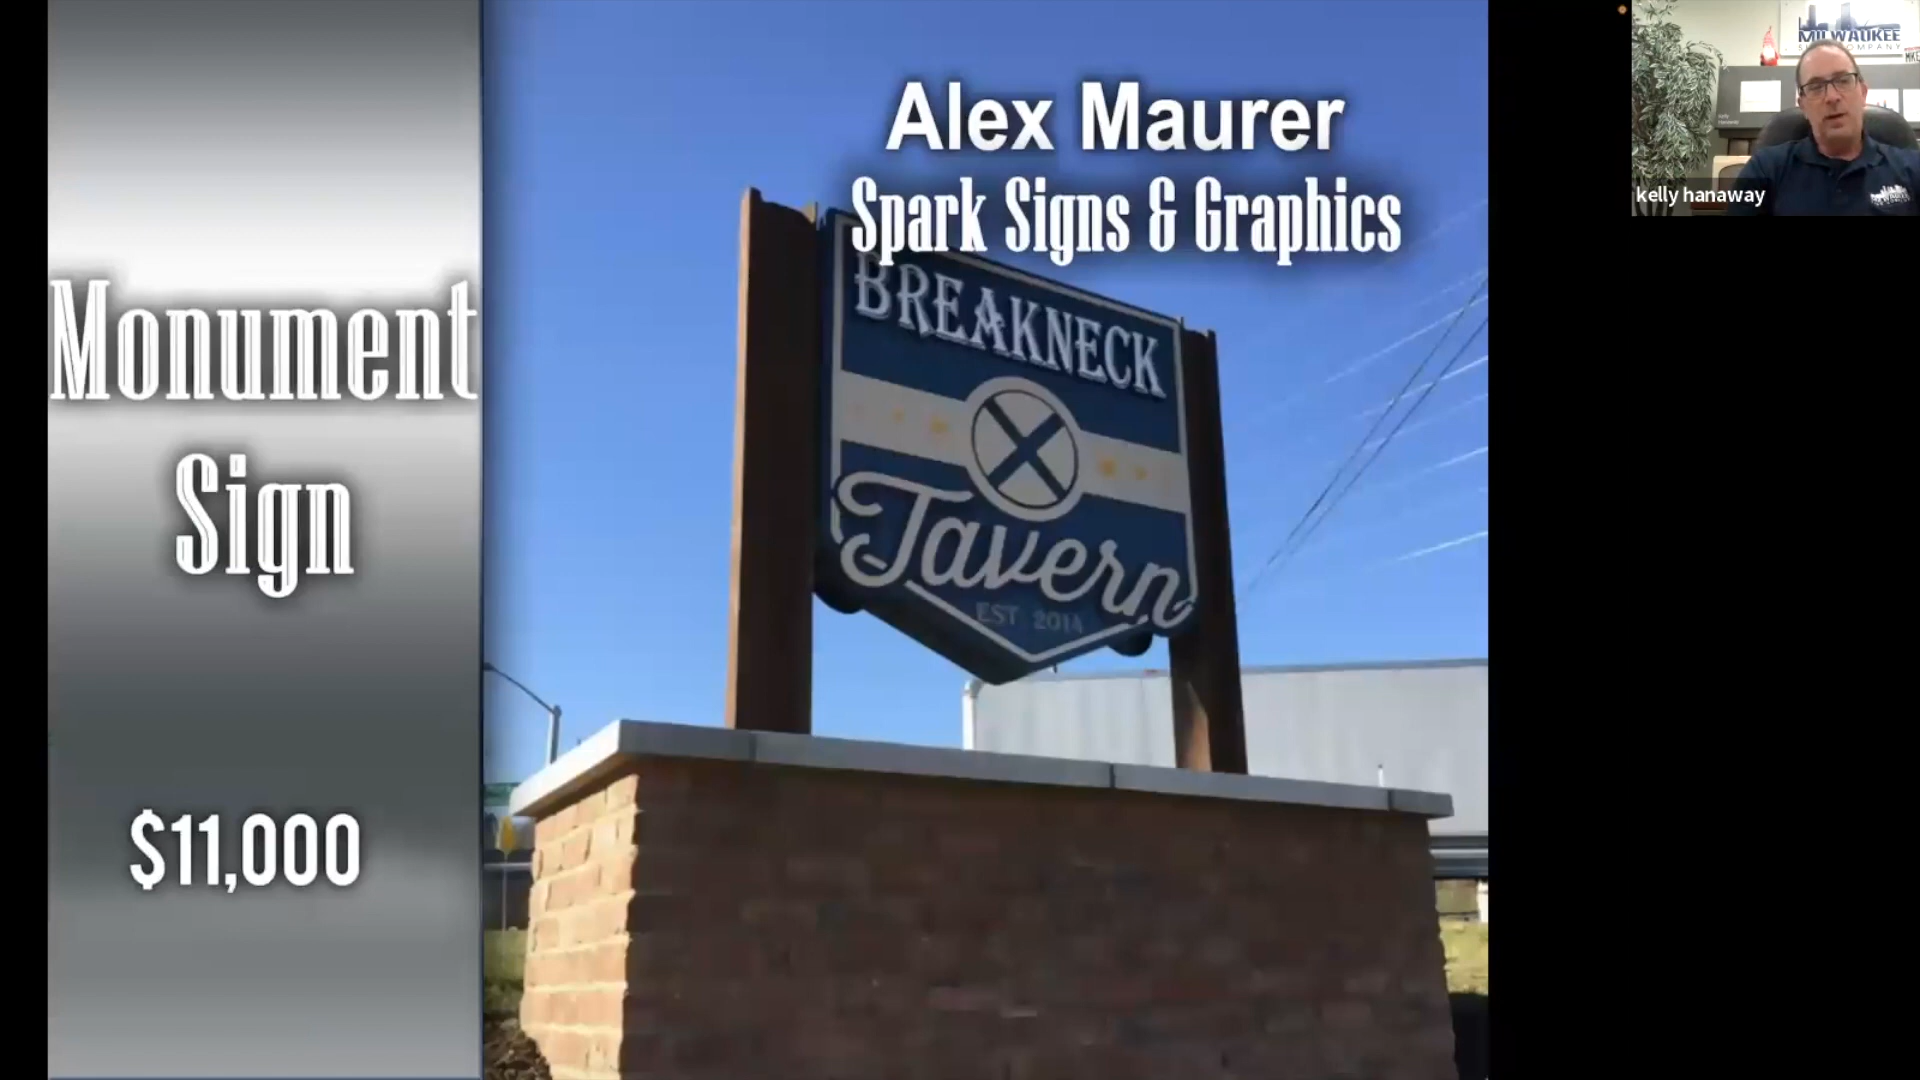 Monument
Sign
$11,000
Alex Maurer
Spark Signs & Graphics
BREAKNECK
Tavern
EST 2014
MILWAUKEE
kelly hanaway